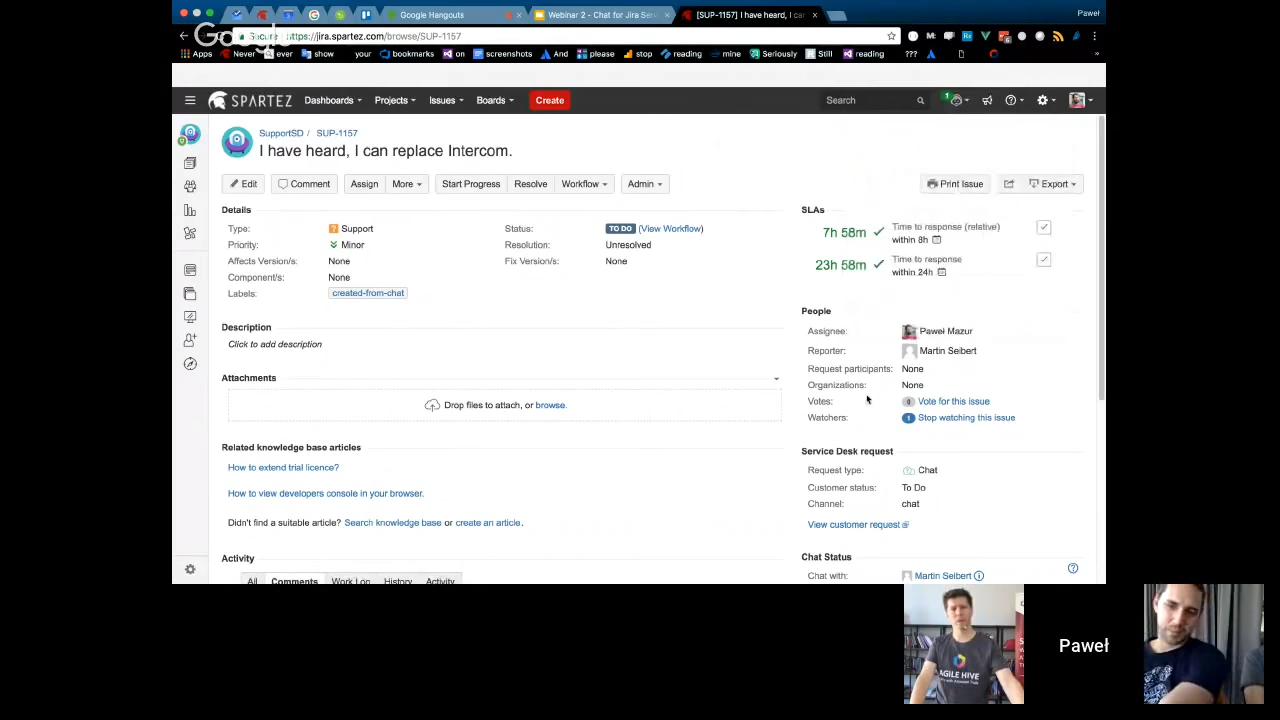 Google Hangouts
Webinar 2 - Chat for Jira Serv
[SUP-1157] I have heard, I can
Paweł
Google
Secure https://jira.spartez.com/browse/SUP-1157
Apps Never ever show your bookmarks on screenshots And please stop reading mine Seriously Still reading ???
SPARTEZ Dashboards Projects Issues Boards Create Search 1
SupportSD / SUP-1157
I have heard, I can replace Intercom.
Edit Comment Assign More Start Progress Resolve Workflow Admin Print Issue Export
Details
Type: Support
Priority: Minor
Affects Version/s: None
Component/s: None
Labels: created-from-chat
Status: TO DO (View Workflow)
Resolution: Unresolved
Fix Version/s: None
Description
Click to add description
Attachments
Drop files to attach, or browse.
Related knowledge base articles
How to extend trial licence?
How to view developers console in your browser.
Didn't find a suitable article? Search knowledge base or create an article.
Activity
All Comments Work Log History Activity
SLAs
7h 58m Time to response (relative)
within 8h
23h 58m Time to response
within 24h
People
Assignee: Paweł Mazur
Reporter: Martin Seibert
Request participants: None
Organizations: None
Votes: 0 Vote for this issue
Watchers: 1 Stop watching this issue
Service Desk request
Request type: Chat
Customer status: To Do
Channel: chat
View customer request
Chat Status
Chat with: Martin Seibert
AGILE HIVE
Paweł